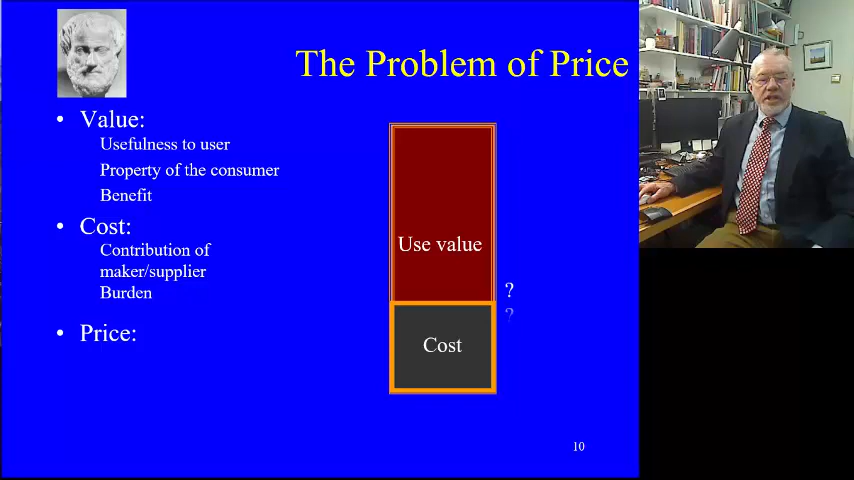 The Problem of Price
• Value:
Usefulness to user
Property of the consumer
Benefit
• Cost:
Contribution of
maker/supplier
Burden
• Price:
Use value
?
?
Cost
10